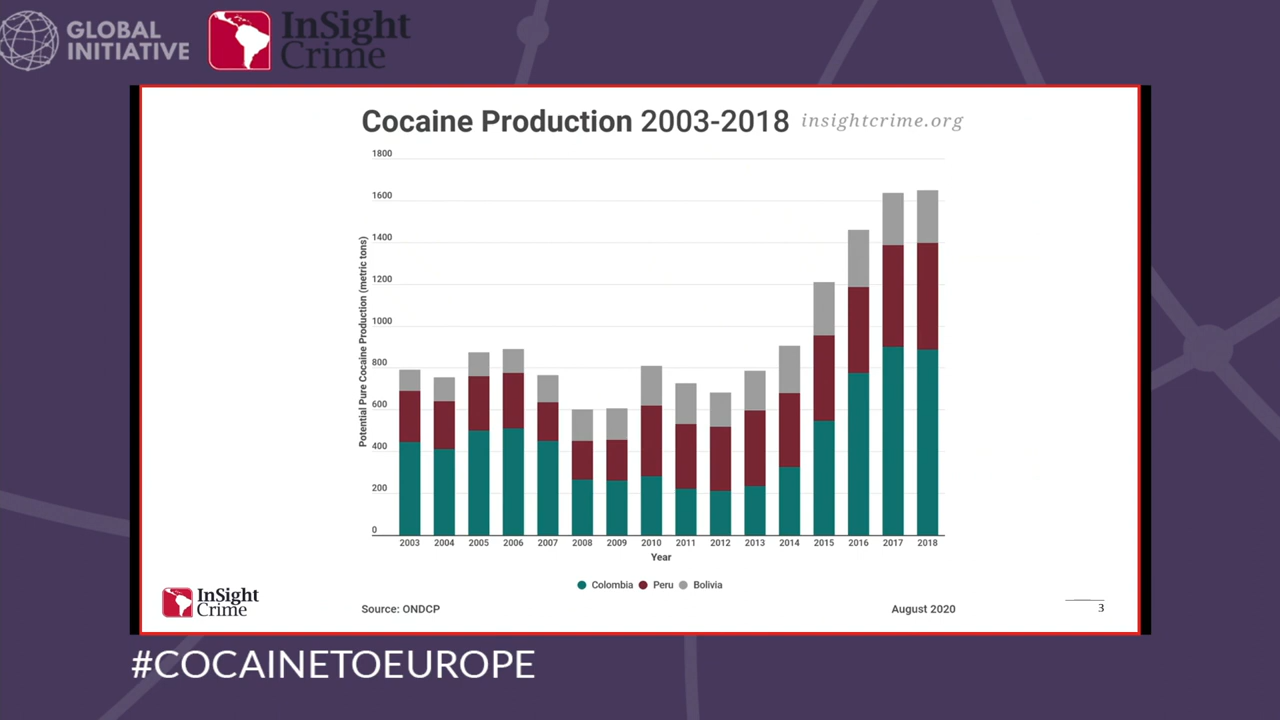 GLOBAL
INITIATIVE
InSight
Crime
Cocaine Production 2003-2018 insightcrime.org
Potential Pure Cocaine Production (metric tons)
1800
1600
1400
1200
1000
800
600
400
200
0
2003 2004 2005 2006 2007 2008 2009 2010 2011 2012 2013 2014 2015 2016 2017 2018
Year
Colombia Peru Bolivia
InSight
Crime
Source: ONDCP
August 2020
3
#COCAINETOEUROPE